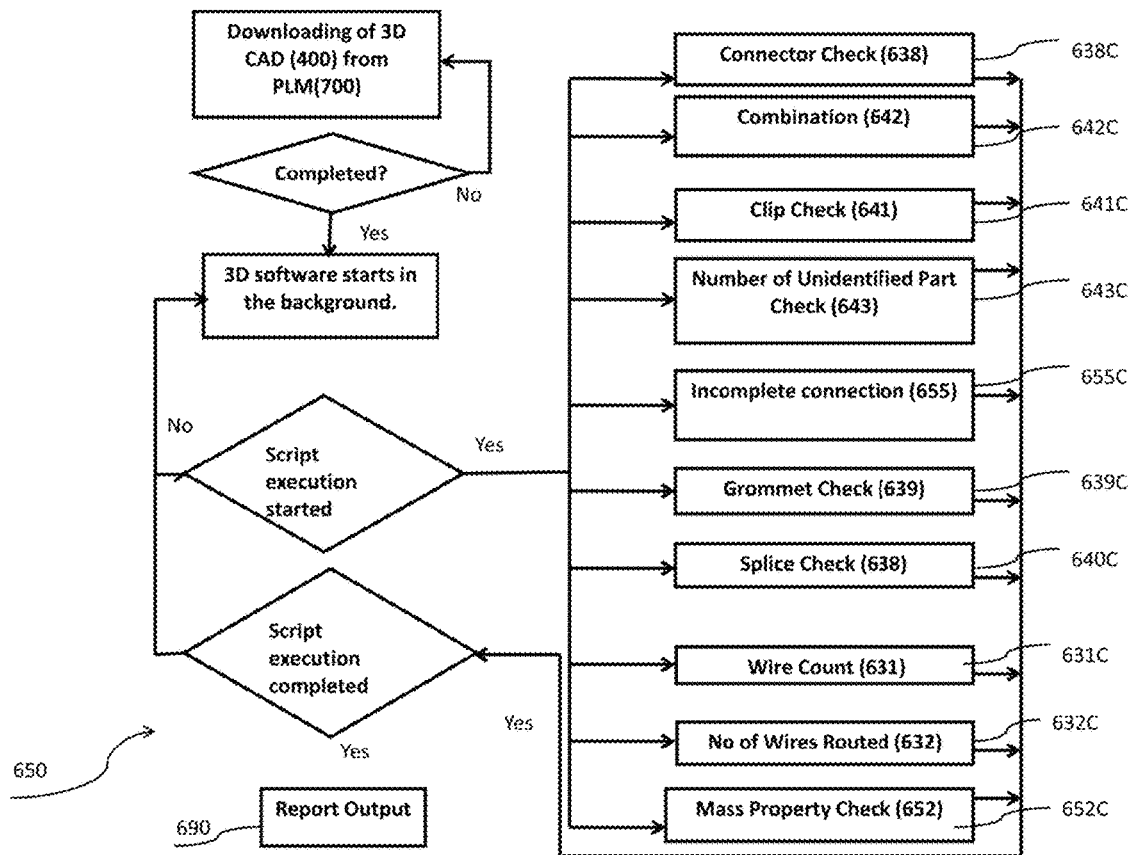 Downloading of 3D
CAD (400) from
PLM(700)
Completed?
No
Yes
3D software starts in
the background.
No
Script
execution
started
Yes
Script
execution
completed
Yes
Yes
650
690
Report Output
Connector Check (638)
638C
Combination (642)
642C
Clip Check (641)
641C
Number of Unidentified Part
Check (643)
643C
Incomplete connection (655)
655C
Grommet Check (639)
639C
Splice Check (638)
640C
Wire Count (631)
631C
No of Wires Routed (632)
632C
Mass Property Check (652)
652C